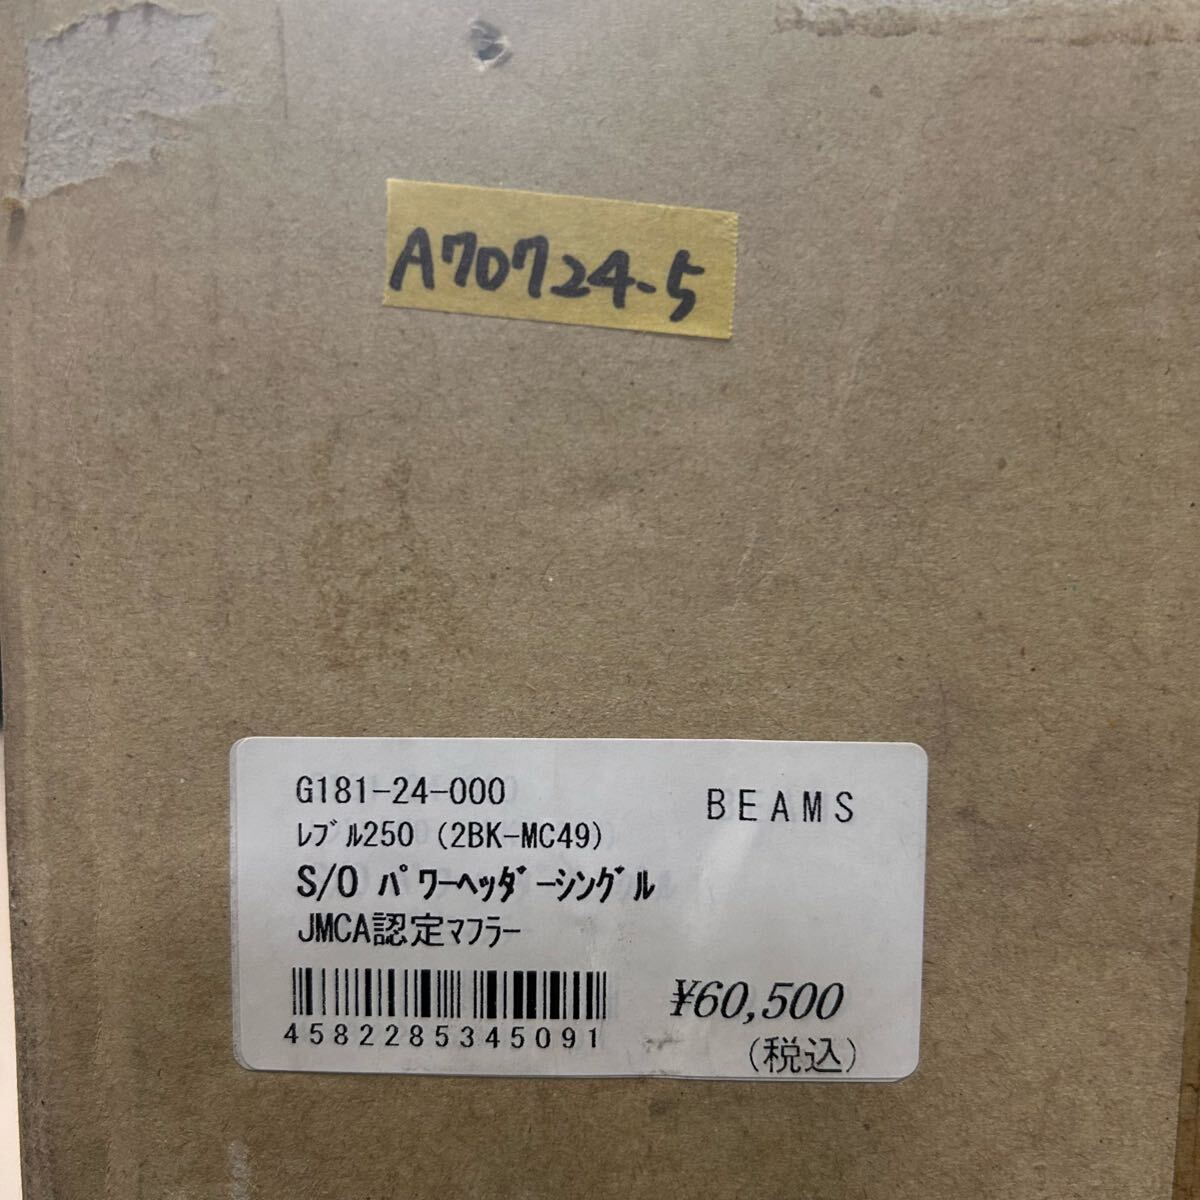 A70724-5
G181-24-000
BEAMS
ﾚﾌﾞﾙ250 (2BK-MC49)
S/O ﾊﾟﾜｰﾍｯﾀﾞｰｼﾝｸﾞﾙ
JMCA認定ﾏﾌﾗｰ
¥60,500
4582285345091
(税込)